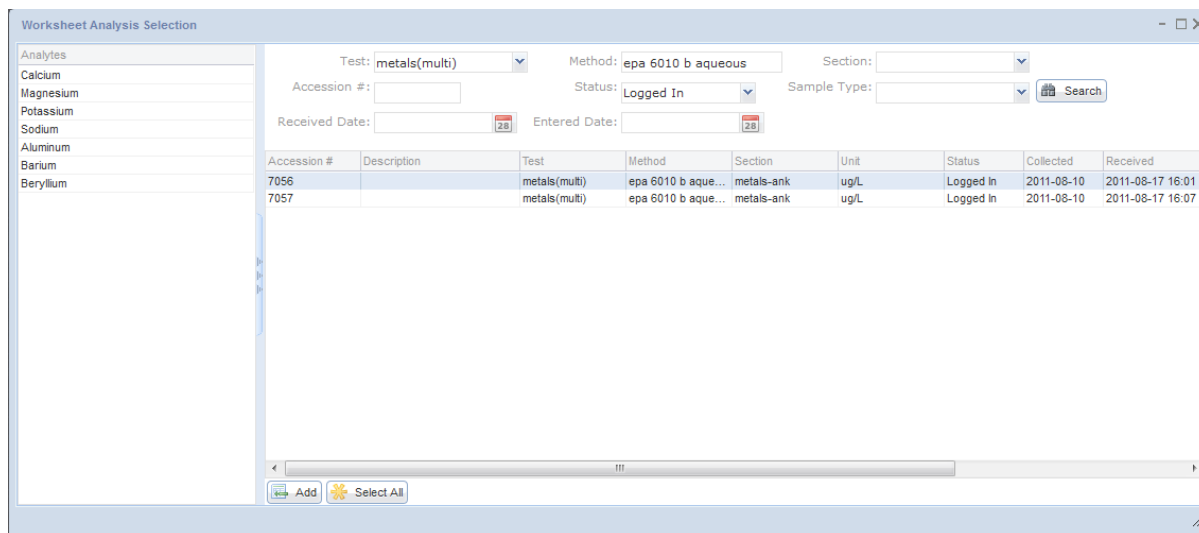 Worksheet Analysis Selection
Analytes
Calcium
Magnesium
Potassium
Sodium
Aluminum
Barium
Beryllium
Test: metals(multi) Method: epa 6010 b aqueous Section:
Accession #: Status: Logged In Sample Type: Search
Received Date: 28 Entered Date: 28
Accession # Description Test Method Section Unit Status Collected Received
7056 metals(multi) epa 6010 b aque... metals-ank ug/L Logged In 2011-08-10 2011-08-17 16:01
7057 metals(multi) epa 6010 b aque... metals-ank ug/L Logged In 2011-08-10 2011-08-17 16:07
Add Select All